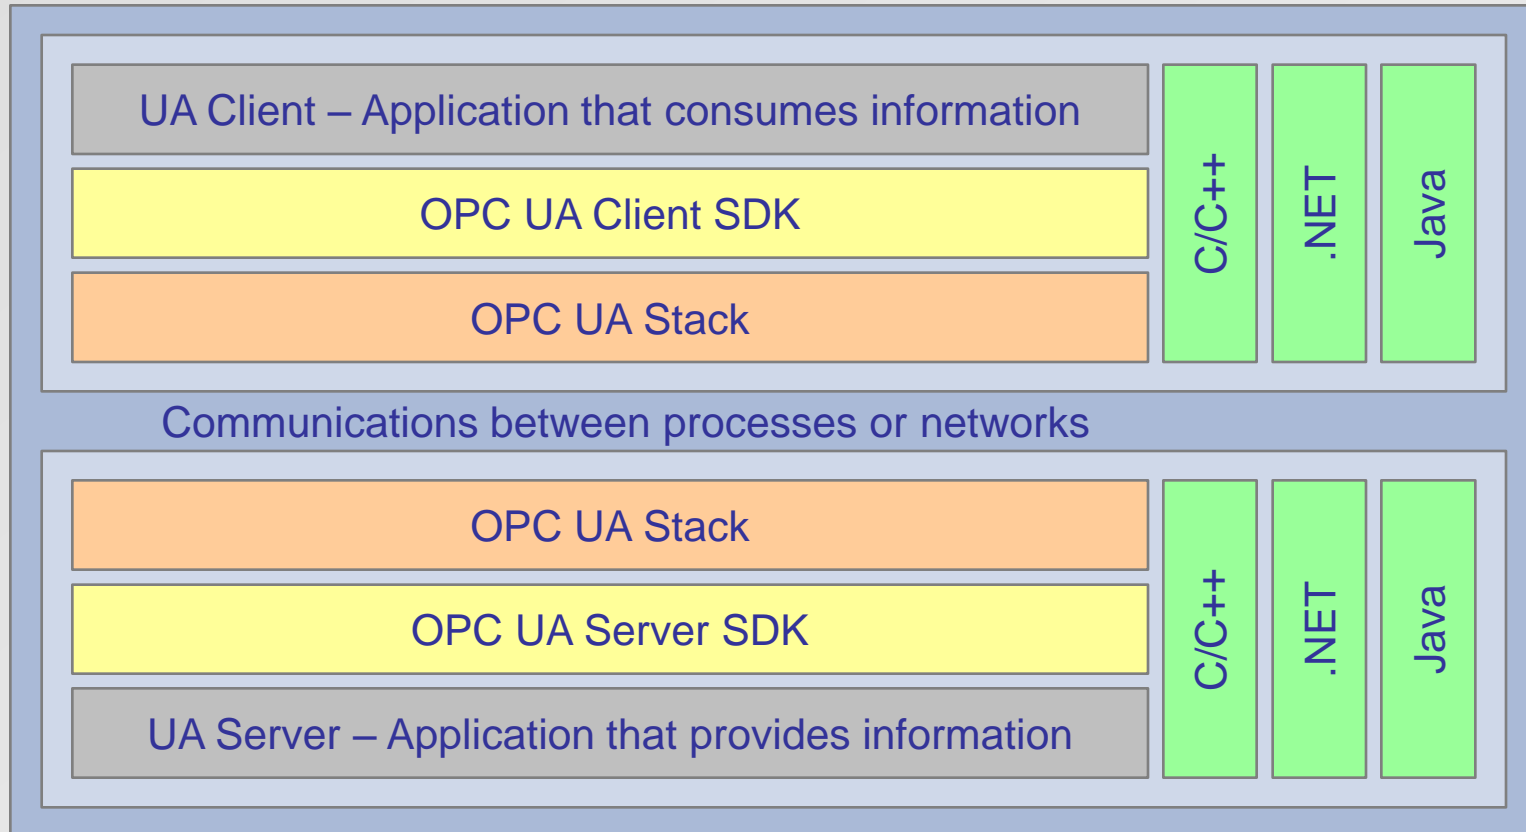 UA Client – Application that consumes information
OPC UA Client SDK
OPC UA Stack
C/C++
.NET
Java
Communications between processes or networks
OPC UA Stack
OPC UA Server SDK
UA Server – Application that provides information
C/C++
.NET
Java